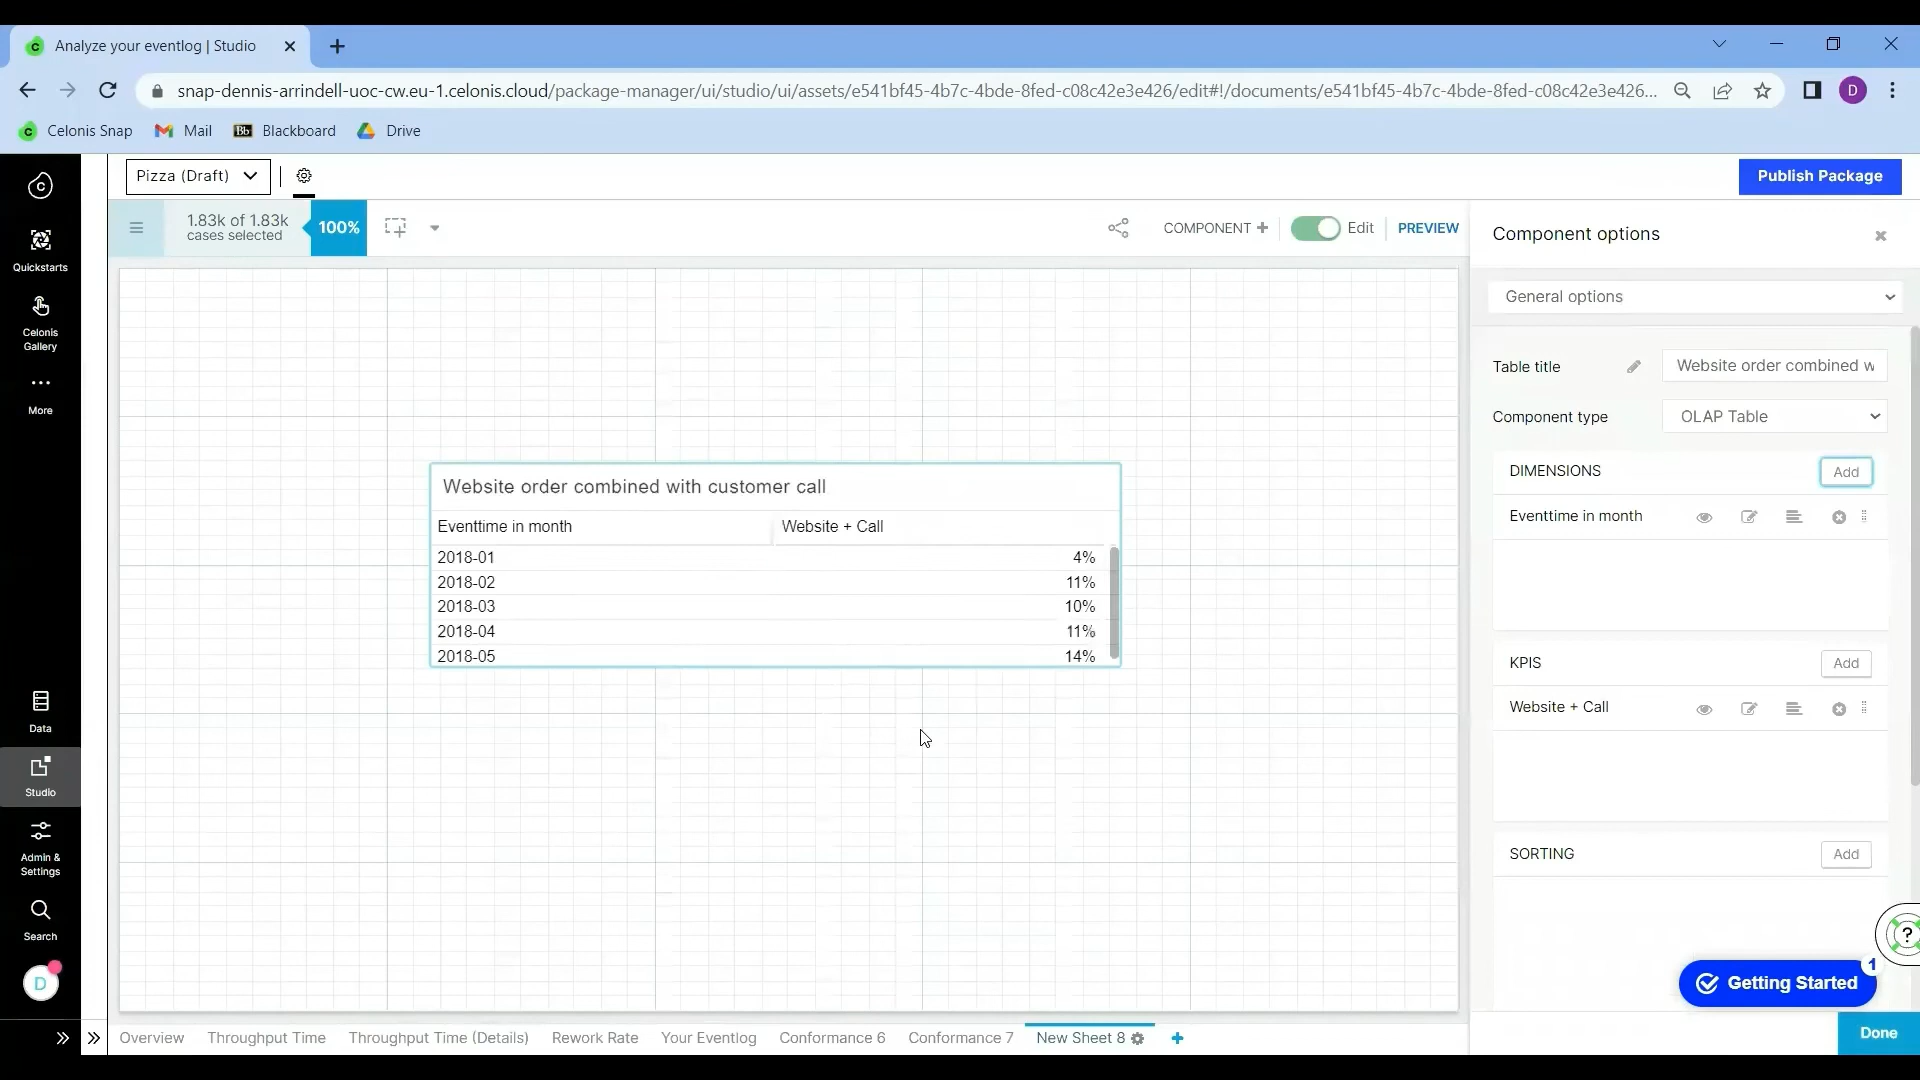 Analyze your eventlog | Studio
snap-dennis-arrindell-uoc-cw.eu-1.celonis.cloud/package-manager/ui/studio/ui/assets/e541bf45-4b7c-4bde-8fed-c08c42e3e426/edit#!/documents/e541bf45-4b7c-4bde-8fed-c08c42e3e426...
D
Celonis Snap
Mail
Bb Blackboard
Drive
Pizza (Draft)
Publish Package
Quickstarts
Celonis
Gallery
More
Data
Studio
Admin &
Settings
Search
D
1.83k of 1.83k
cases selected
100%
COMPONENT
Edit
PREVIEW
Website order combined with customer call
Eventtime in month Website + Call
2018-01 4%
2018-02 11%
2018-03 10%
2018-04 11%
2018-05 14%
Component options
General options
Table title Website order combined w
Component type OLAP Table
DIMENSIONS Add
Eventtime in month
KPIS Add
Website + Call
SORTING Add
?
1
Getting Started
Done
Overview Throughput Time Throughput Time (Details) Rework Rate Your Eventlog Conformance 6 Conformance 7 New Sheet 8